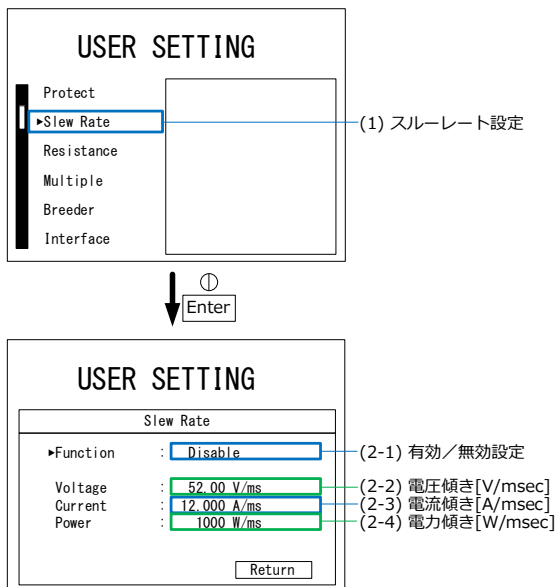 USER SETTING
Protect
▸Slew Rate
(1) スルーレート設定
Resistance
Multiple
Breeder
Interface
Enter
USER SETTING
Slew Rate
▸Function : Disable
(2-1) 有効／無効設定
Voltage : 52.00 V/ms
(2-2) 電圧傾き[V/msec]
Current : 12.000 A/ms
(2-3) 電流傾き[A/msec]
Power : 1000 W/ms
(2-4) 電力傾き[W/msec]
Return